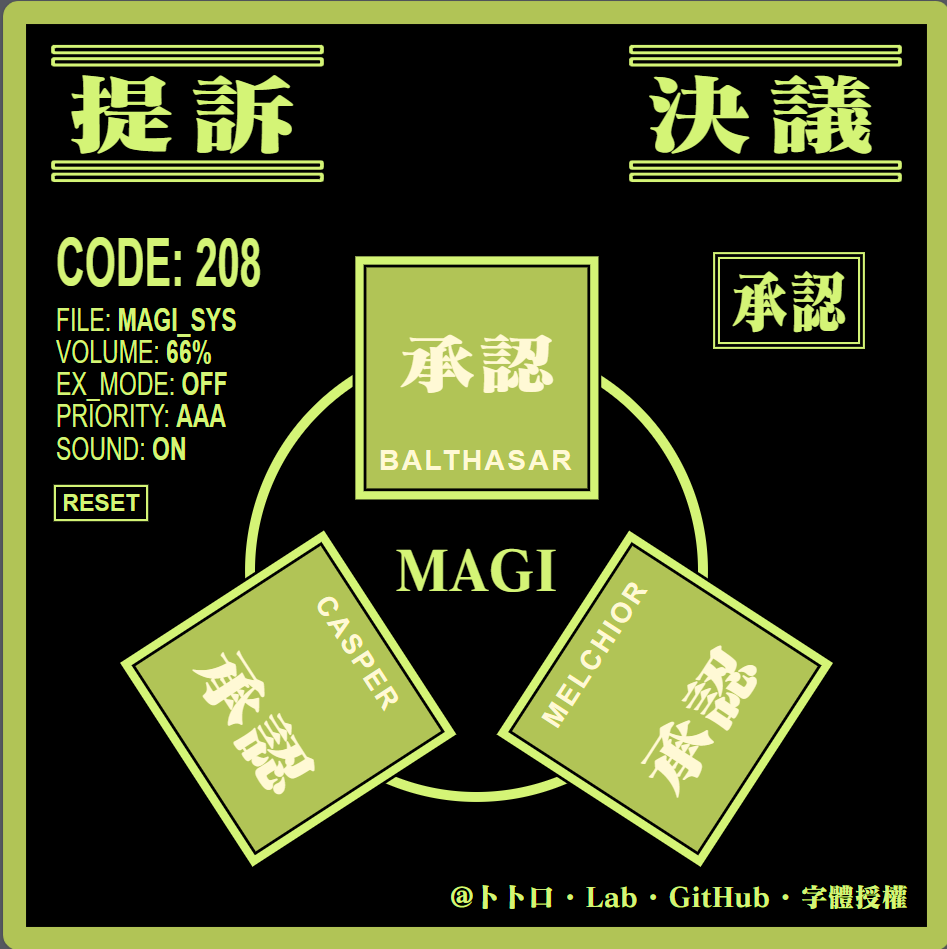 提訴
決議
CODE: 208
FILE: MAGI_SYS
VOLUME: 66%
EX_MODE: OFF
PRIORITY: AAA
SOUND: ON
RESET
承認
承認
BALTHASAR
MAGI
CASPER
承認
MELCHIOR
承認
@トトロ・Lab・GitHub・字體授權